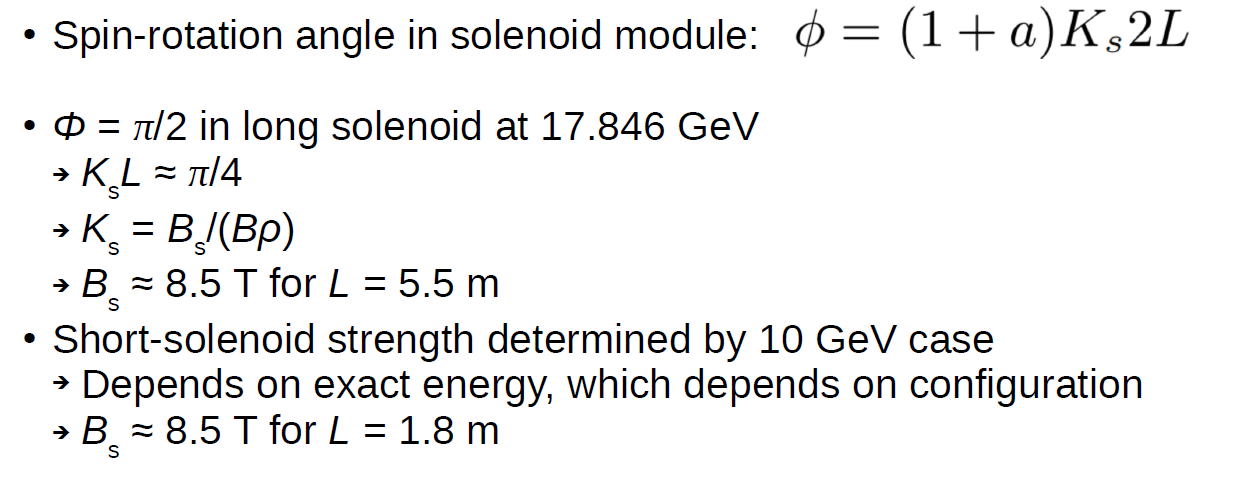 • Spin-rotation angle in solenoid module: ϕ = (1 + a)Kₛ2L
• Φ = π/2 in long solenoid at 17.846 GeV
➔ KₛL ≈ π/4
➔ Kₛ = Bₛ/(Bρ)
➔ Bₛ ≈ 8.5 T for L = 5.5 m
• Short-solenoid strength determined by 10 GeV case
➔ Depends on exact energy, which depends on configuration
➔ Bₛ ≈ 8.5 T for L = 1.8 m